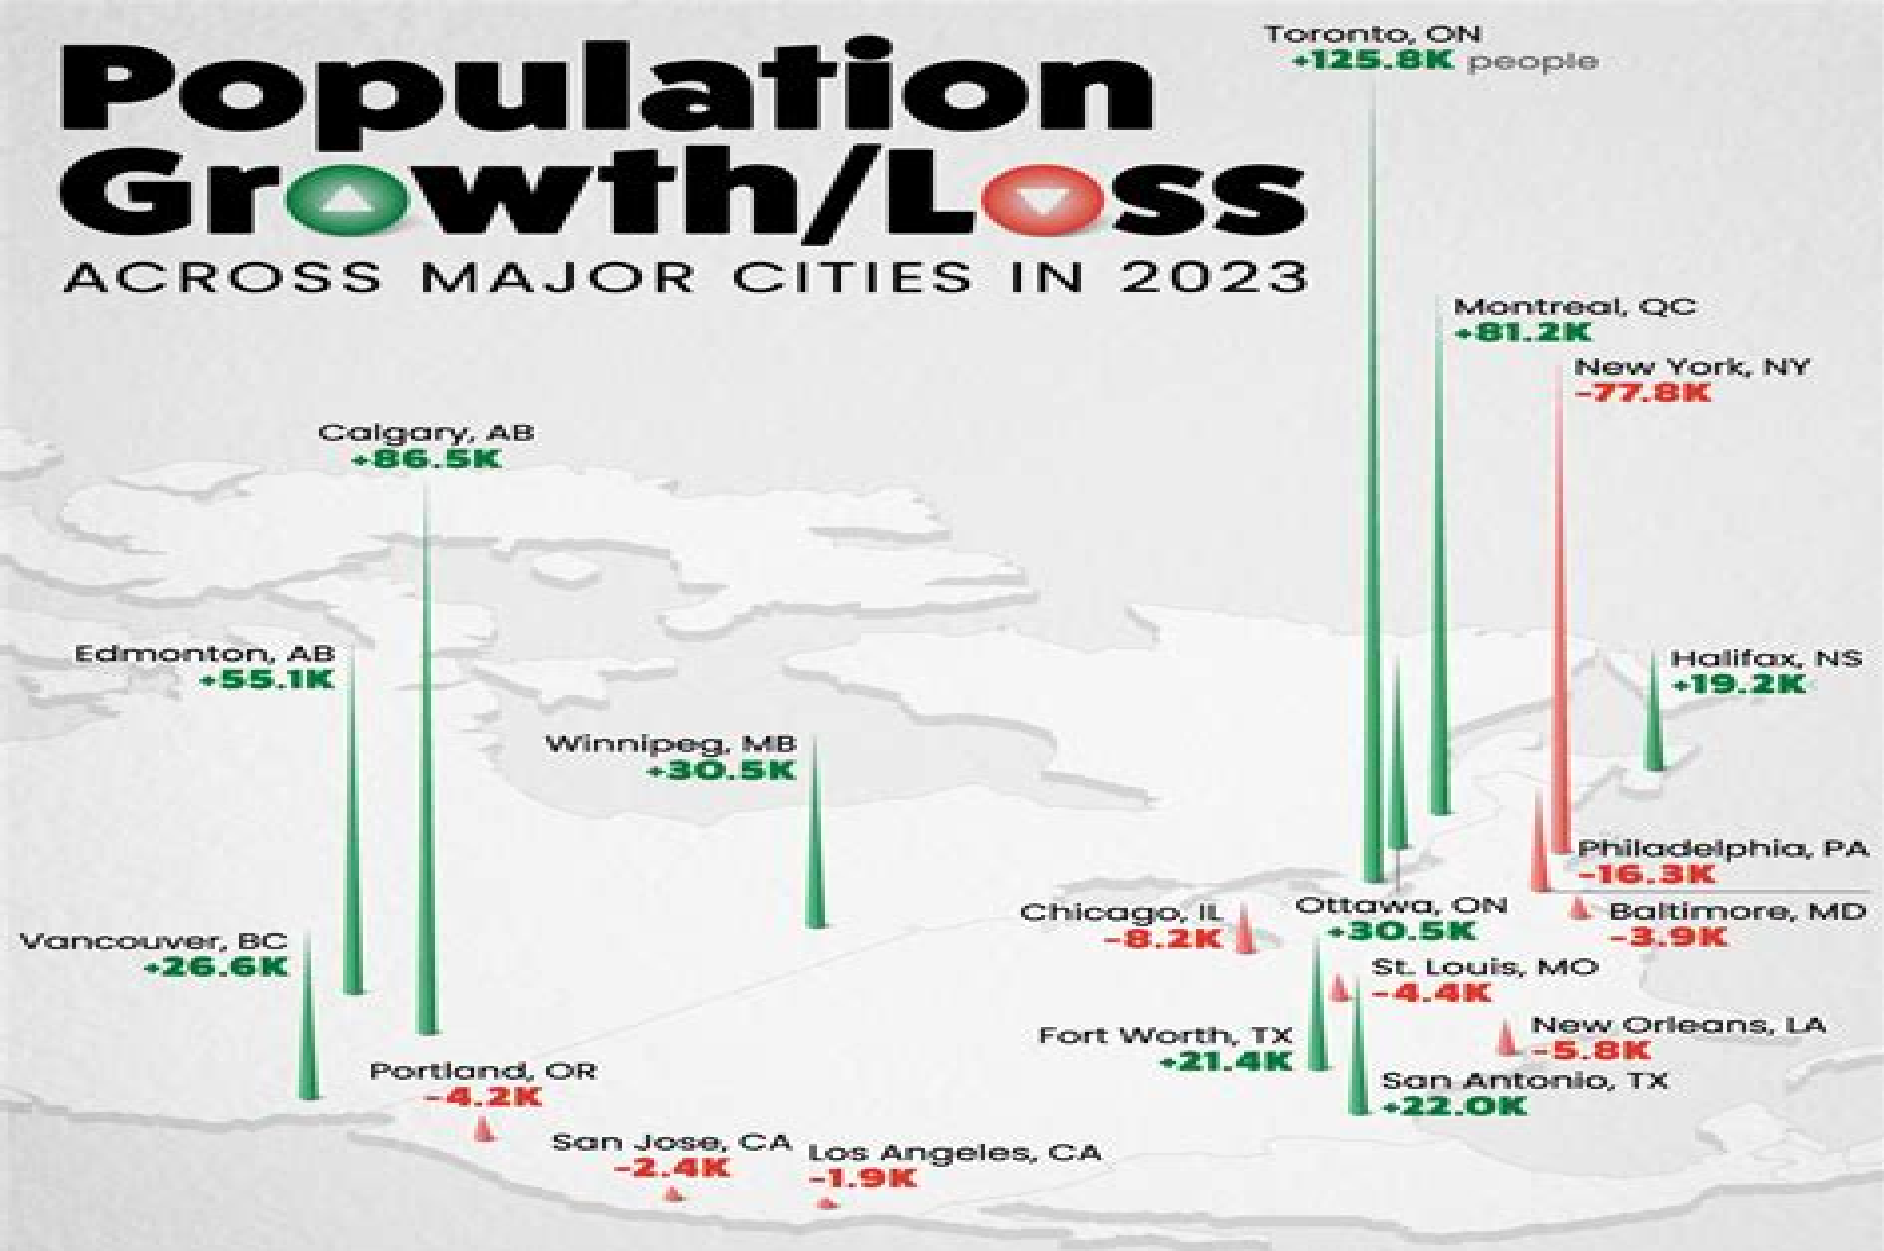 Population
Growth/Loss
ACROSS MAJOR CITIES IN 2023
Toronto, ON
+125.8K people
Montreal, QC
+81.2K
New York, NY
-77.8K
Calgary, AB
+86.5K
Edmonton, AB
+55.1K
Halifax, NS
+19.2K
Winnipeg, MB
+30.5K
Philadelphia, PA
-16.3K
Vancouver, BC
+26.6K
Chicago, IL
-8.2K
Ottawa, ON
+30.5K
Baltimore, MD
-3.9K
St. Louis, MO
-4.4K
Fort Worth, TX
+21.4K
New Orleans, LA
-5.8K
San Antonio, TX
+22.0K
Portland, OR
-4.2K
San Jose, CA
-2.4K
Los Angeles, CA
-1.9K